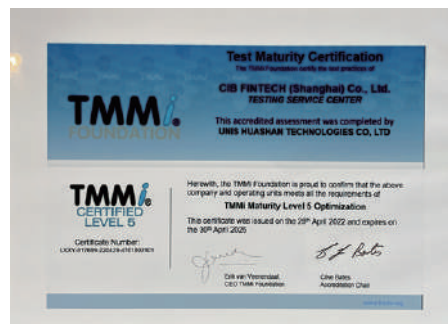 Test Maturity Certification
The TMMi Foundation certify the test practices of
CIB FINTECH (Shanghai) Co., Ltd.
TESTING SERVICE CENTER
TMMi.
FOUNDATION
This accredited assessment was completed by
UNIS HUASHAN TECHNOLOGIES CO, LTD
TMMi.
CERTIFIED
LEVEL 5
Certificate Number:
Herewith, the TMMi Foundation is proud to confirm that the above
company and operating units meets all the requirements of
TMMi Maturity Level 5 Optimization
This certificate was issued on the 29th April 2022 and expires on
the 30th April 2025
Erik van Veenendaal,
CEO TMMi Foundation
Clive Bates
Accreditation Chair